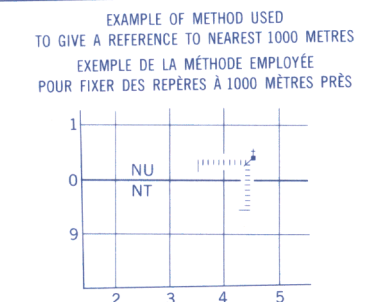 EXAMPLE OF METHOD USED
TO GIVE A REFERENCE TO NEAREST 1000 METRES
EXEMPLE DE LA MÉTHODE EMPLOYÉE
POUR FIXER DES REPÈRES À 1000 MÈTRES PRÈS
1
NU
0
NT
9
2 3 4 5